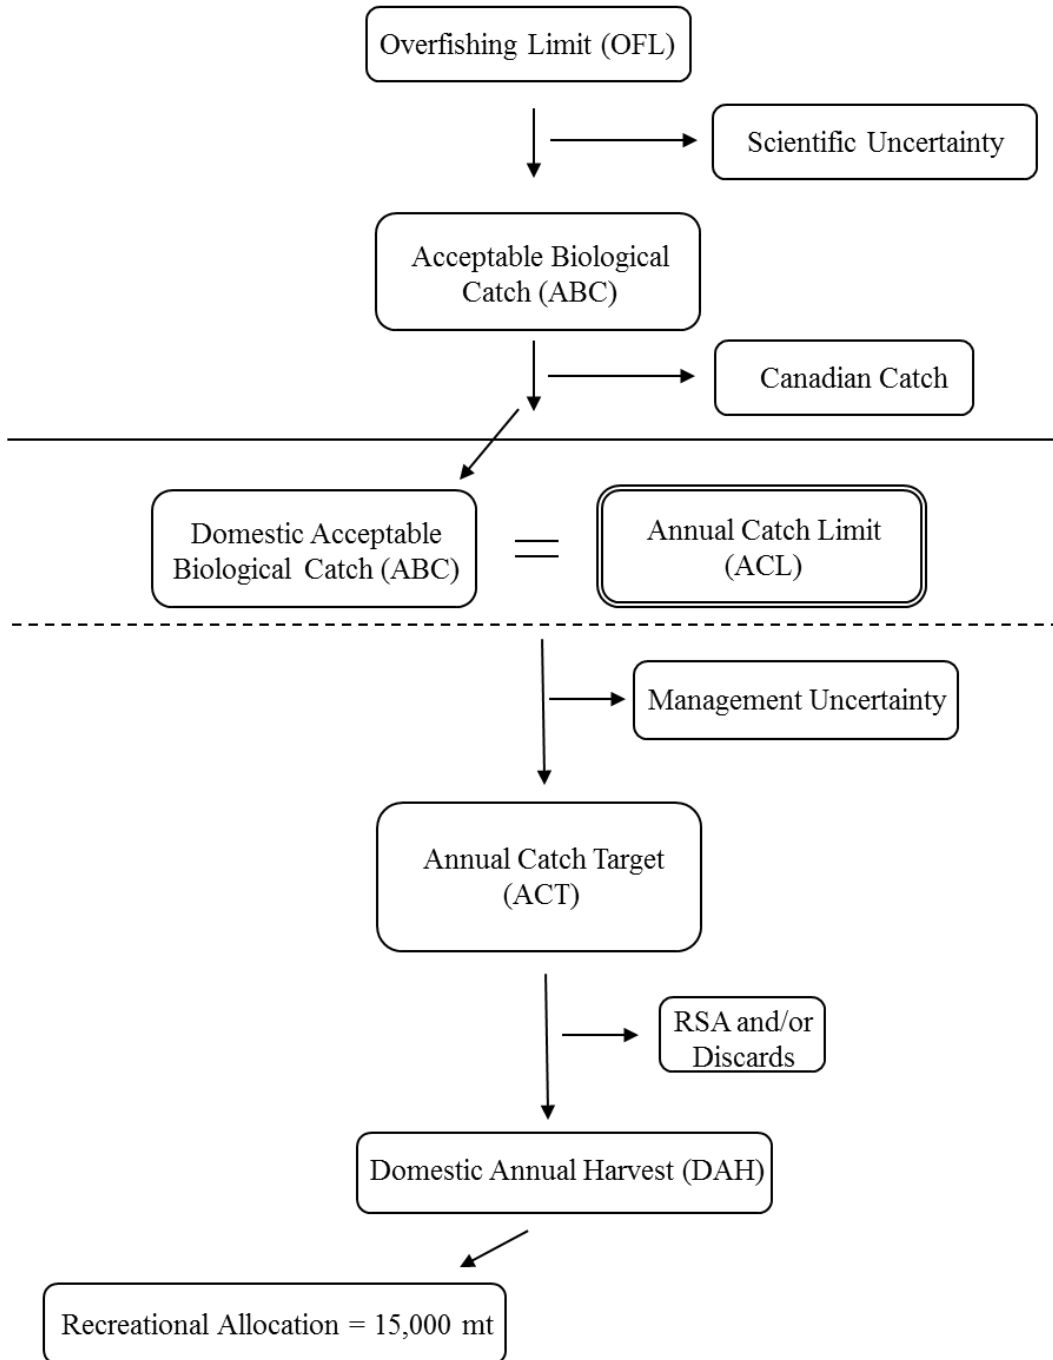 Overfishing Limit (OFL)
Scientific Uncertainty
Acceptable Biological
Catch (ABC)
Canadian Catch
Domestic Acceptable
Biological Catch (ABC)
=
Annual Catch Limit
(ACL)
Management Uncertainty
Annual Catch Target
(ACT)
RSA and/or
Discards
Domestic Annual Harvest (DAH)
Recreational Allocation = 15,000 mt